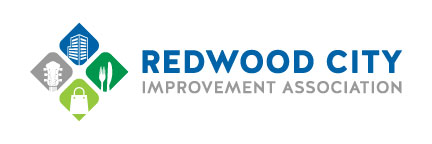 REDWOOD CITY
IMPROVEMENT ASSOCIATION